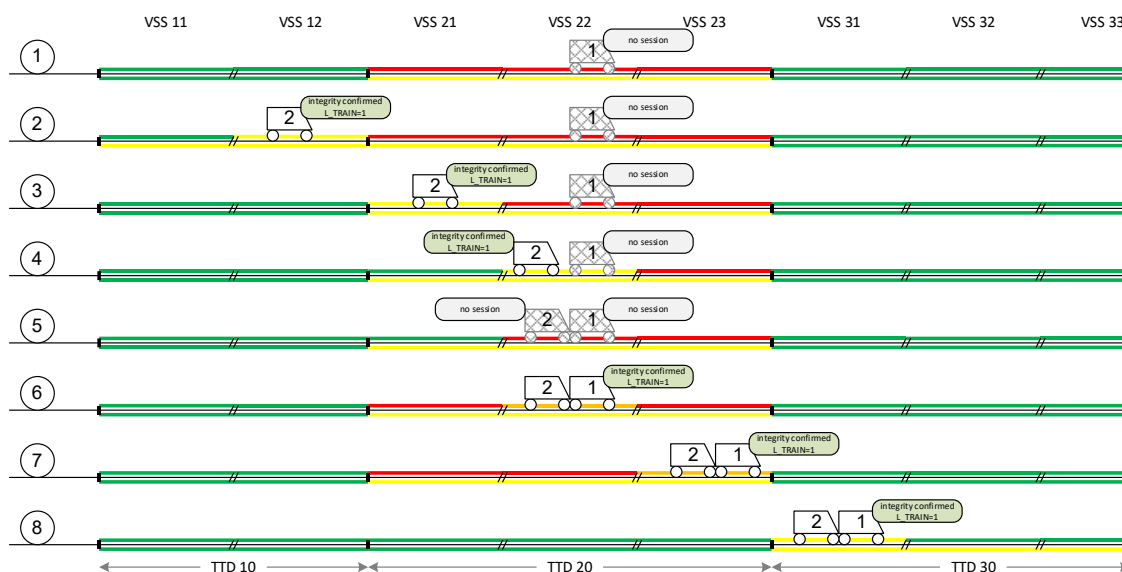 VSS 11 VSS 12 VSS 21 VSS 22 VSS 23 VSS 31 VSS 32 VSS 33
1 1 no session
2 2 integrity confirmed
L_TRAIN=1
1 no session
3 2 integrity confirmed
L_TRAIN=1
1 no session
4 integrity confirmed
L_TRAIN=1
2 1 no session
5 no session 2 1 no session
6 2 1 integrity confirmed
L_TRAIN=1
7 2 1 integrity confirmed
L_TRAIN=1
8 2 1 integrity confirmed
L_TRAIN=1
TTD 10 TTD 20 TTD 30